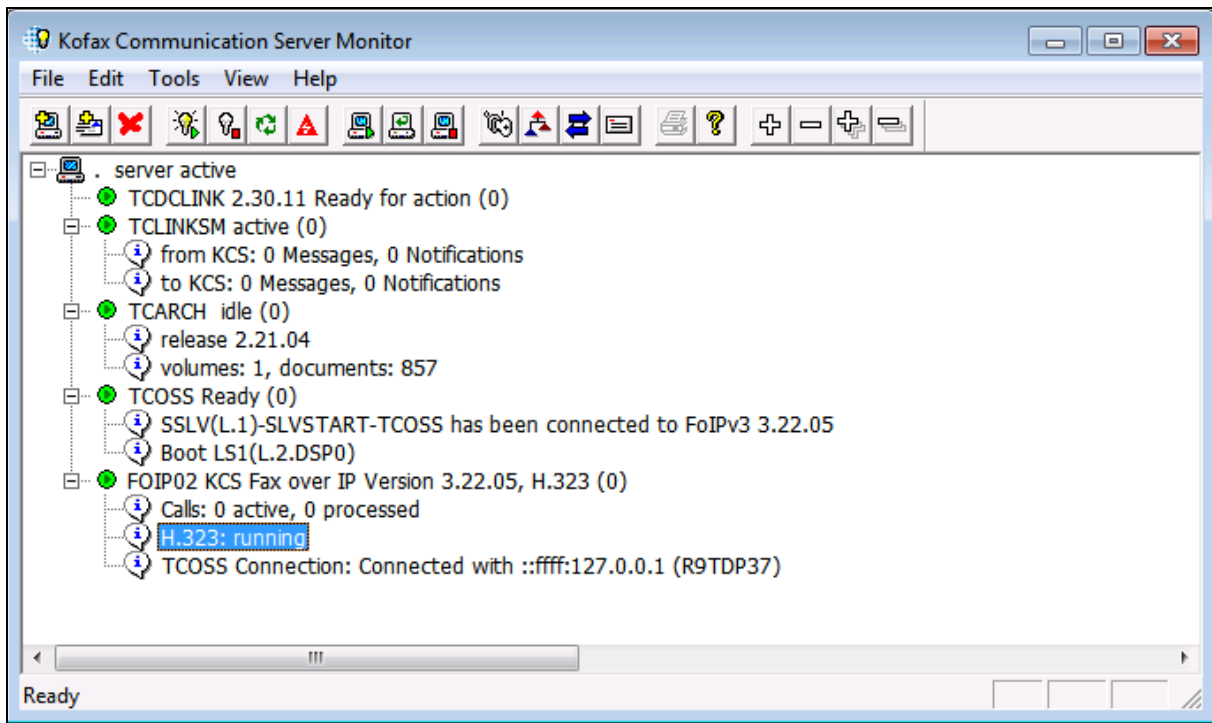 Kofax Communication Server Monitor
File Edit Tools View Help
. server active
TCDCLINK 2.30.11 Ready for action (0)
TCLINKSM active (0)
from KCS: 0 Messages, 0 Notifications
to KCS: 0 Messages, 0 Notifications
TCARCH idle (0)
release 2.21.04
volumes: 1, documents: 857
TCOSS Ready (0)
SSLV(L.1)-SLVSTART-TCOSS has been connected to FoIPv3 3.22.05
Boot LS1(L.2.DSP0)
FOIP02 KCS Fax over IP Version 3.22.05, H.323 (0)
Calls: 0 active, 0 processed
H.323: running
TCOSS Connection: Connected with ::ffff:127.0.0.1 (R9TDP37)
Ready